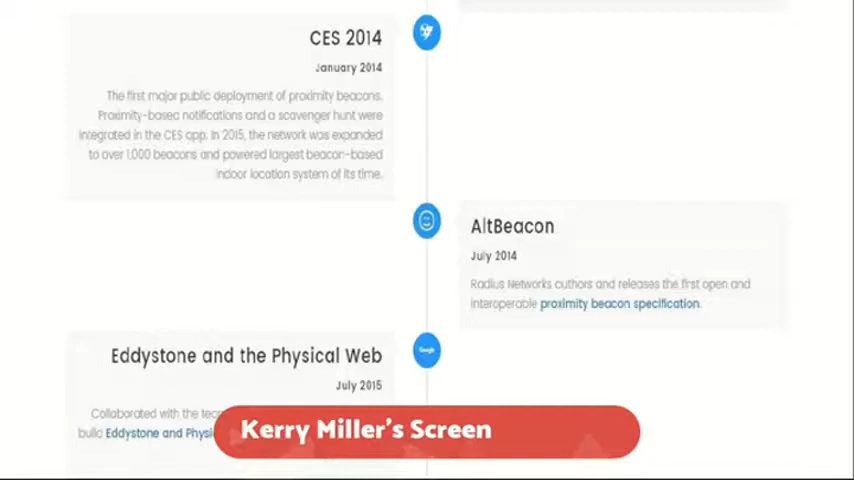 CES 2014
January 2014
The first major public deployment of proximity beacons.
Proximity-based notifications and a scavenger hunt were
integrated in the CES app. In 2015, the network was expanded
to over 1,000 beacons and powered largest beacon-based
indoor location system of its time.
AltBeacon
July 2014
Radius Networks authors and releases the first open and
interoperable proximity beacon specification.
Google
Eddystone and the Physical Web
July 2015
Collaborated with the
build Eddystone and
Kerry Miller's Screen